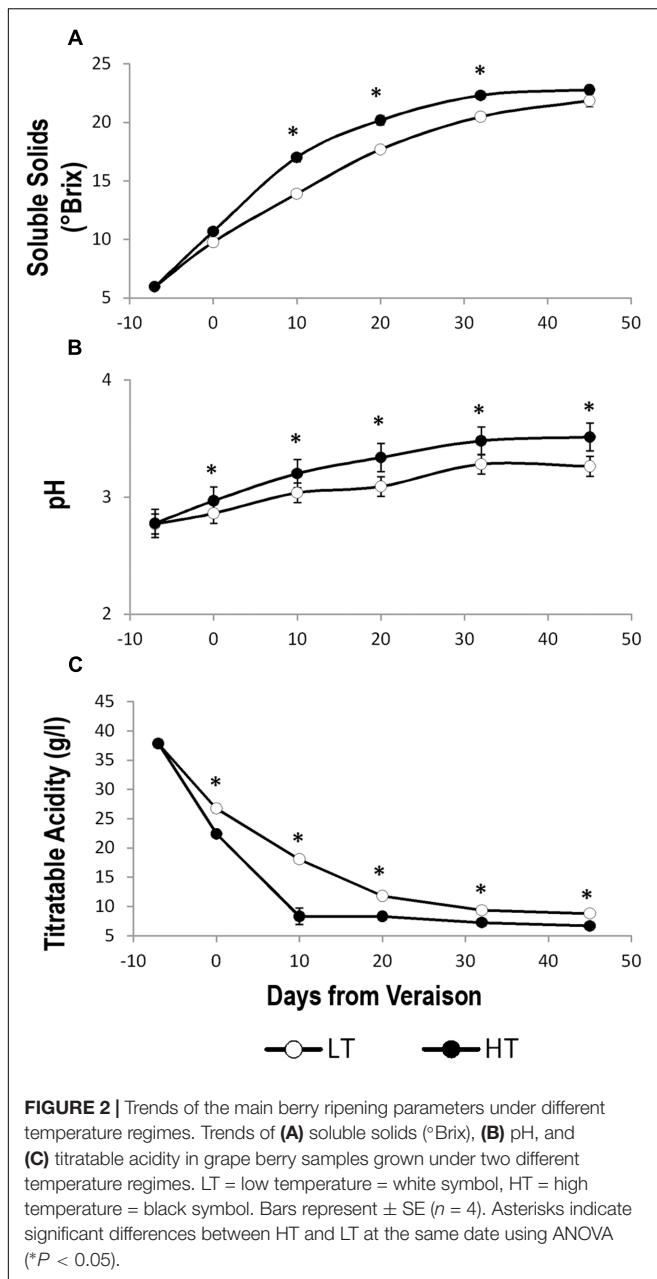 A
Soluble Solids
(°Brix)
25
20
15
10
5
-10 0 10 20 30 40 50
* * *
B
pH
4
3
2
-10 0 10 20 30 40 50
* * * * *
C
Titratable Acidity (g/l)
45
40
35
30
25
20
15
10
5
-10 0 10 20 30 40 50
* * * * *
Days from Veraison
LT HT
FIGURE 2 | Trends of the main berry ripening parameters under different
temperature regimes. Trends of (A) soluble solids (°Brix), (B) pH, and
(C) titratable acidity in grape berry samples grown under two different
temperature regimes. LT = low temperature = white symbol, HT = high
temperature = black symbol. Bars represent ± SE (n = 4). Asterisks indicate
significant differences between HT and LT at the same date using ANOVA
(*P < 0.05).